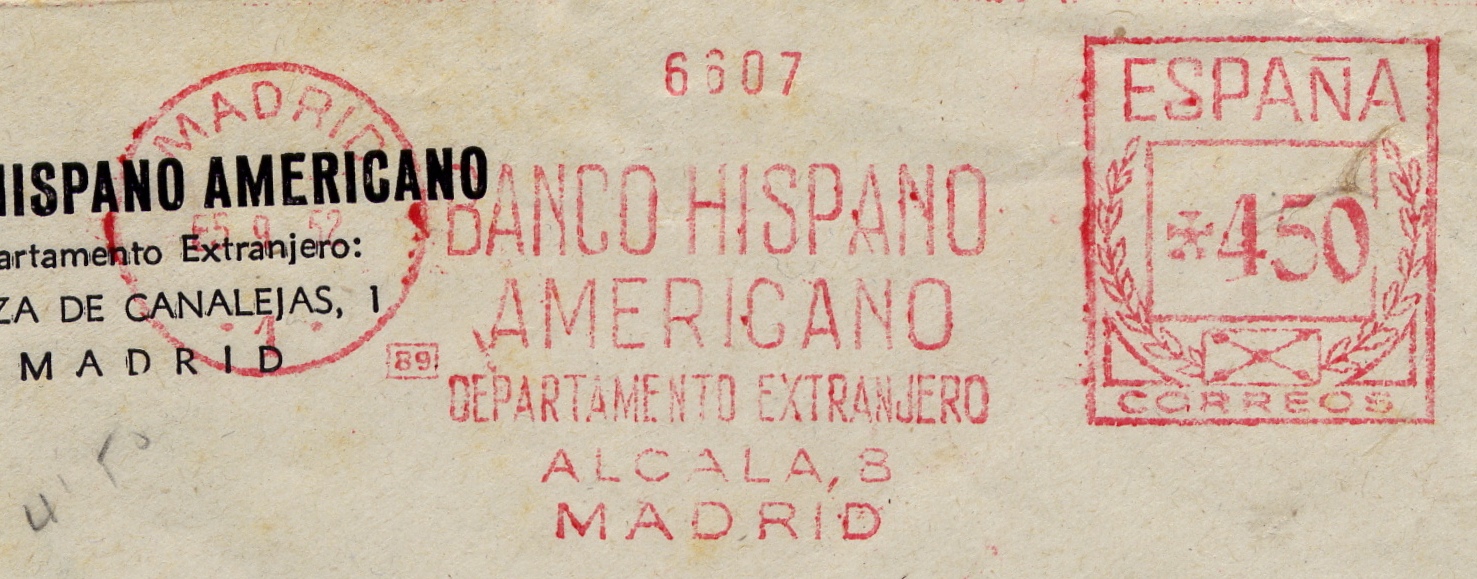 6607
MADRID
HISPANO AMERICANO
artamento Extranjero:
ZA DE CANALEJAS, 1
MADRID
9 52
· 1 ·
89
BANCO HISPANO
AMERICANO
DEPARTAMENTO EXTRANJERO
ALCALA, 8
MADRID
ESPAÑA
450
CORREOS